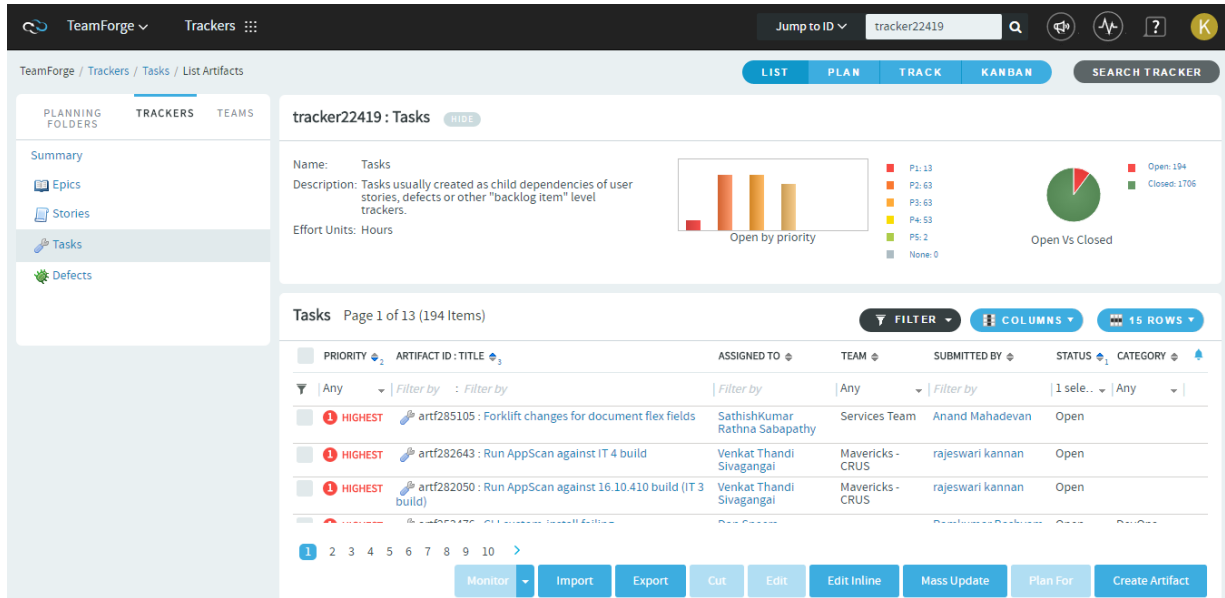 TeamForge Trackers Jump to ID tracker22419 ? K
TeamForge / Trackers / Tasks / List Artifacts LIST PLAN TRACK KANBAN SEARCH TRACKER
PLANNING FOLDERS TRACKERS TEAMS
Summary
Epics
Stories
Tasks
Defects
tracker22419 : Tasks HIDE
Name: Tasks
Description: Tasks usually created as child dependencies of user
stories, defects or other "backlog item" level
trackers.
Effort Units: Hours
Open by priority
P1: 13
P2: 63
P3: 63
P4: 53
P5: 2
None: 0
Open Vs Closed
Open: 194
Closed: 1706
Tasks Page 1 of 13 (194 Items) FILTER COLUMNS 15 ROWS
PRIORITY 2 ARTIFACT ID : TITLE 3 ASSIGNED TO TEAM SUBMITTED BY STATUS 1 CATEGORY
Any Filter by : Filter by Filter by Any Filter by 1 sele.. Any
1 HIGHEST artf285105 : Forklift changes for document flex fields SathishKumar Rathna Sabapathy Services Team Anand Mahadevan Open
1 HIGHEST artf282643 : Run AppScan against IT 4 build Venkat Thandi Sivagangai Mavericks - CRUS rajeswari kannan Open
1 HIGHEST artf282050 : Run AppScan against 16.10.410 build (IT 3 build) Venkat Thandi Sivagangai Mavericks - CRUS rajeswari kannan Open
1 2 3 4 5 6 7 8 9 10
Monitor Import Export Cut Edit Edit Inline Mass Update Plan For Create Artifact